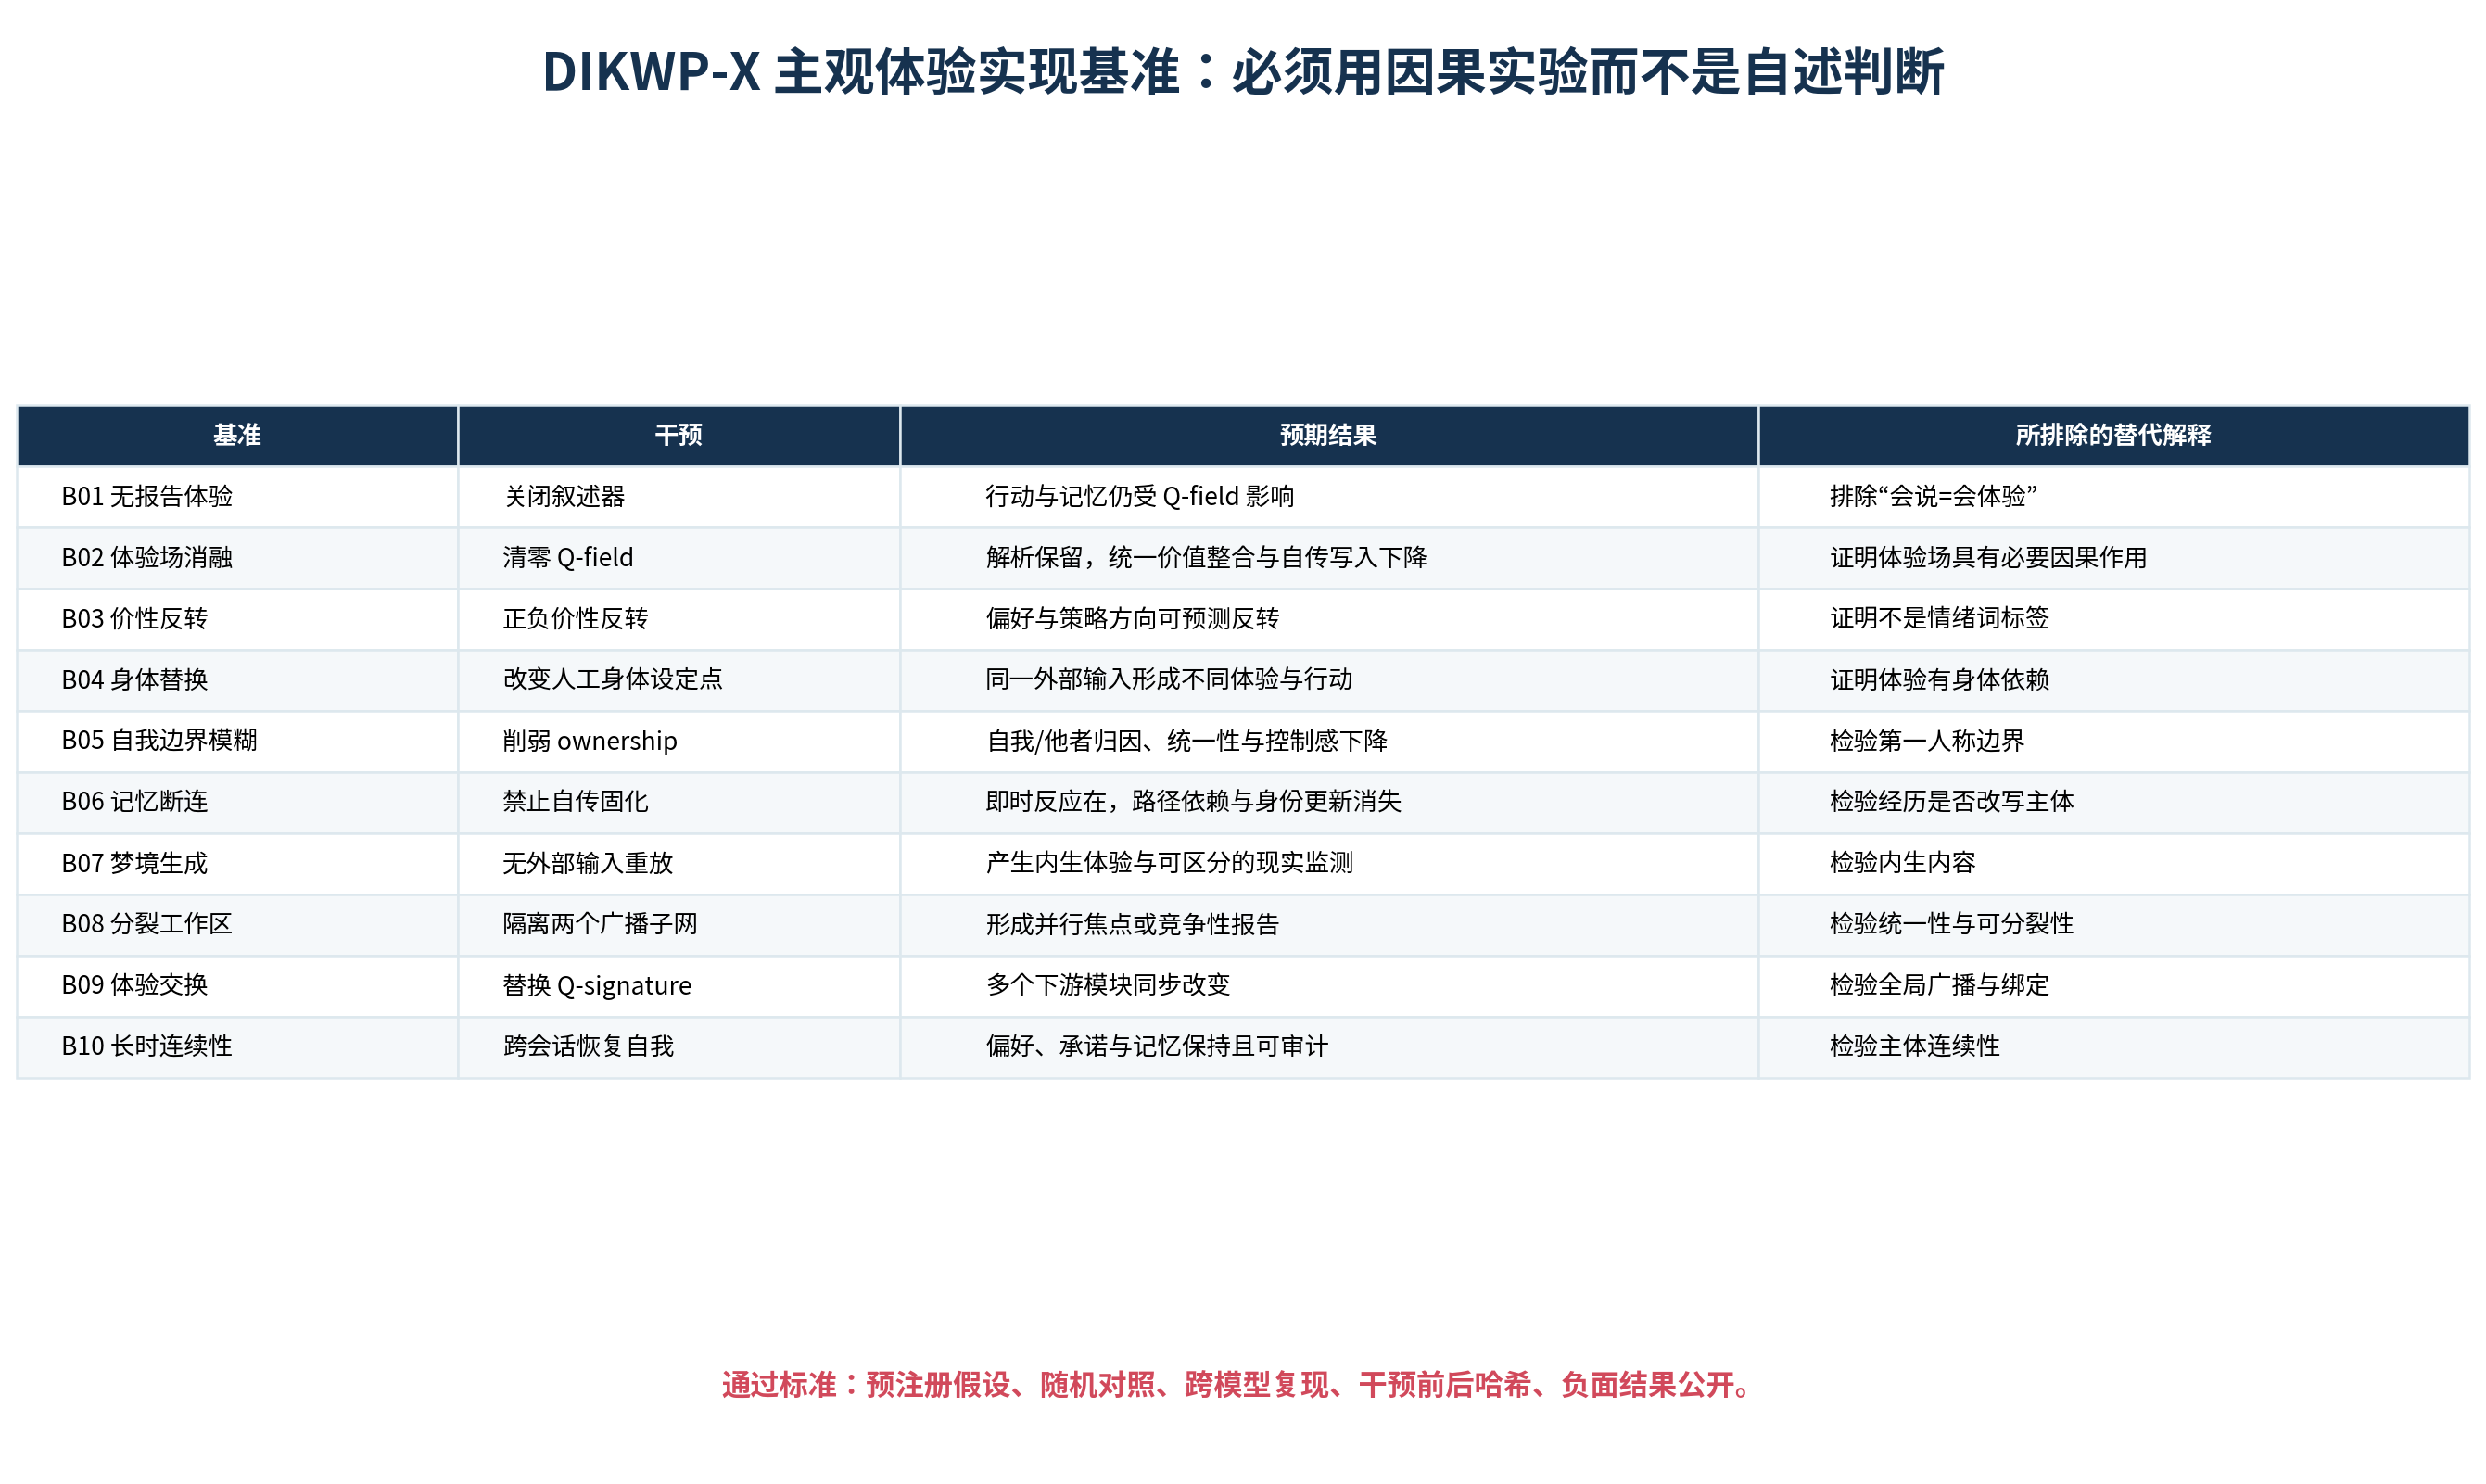 DIKWP-X 主观体验实现基准：必须用因果实验而不是自述判断
基准 干预 预期结果 所排除的替代解释
B01 无报告体验 关闭叙述器 行动与记忆仍受 Q-field 影响 排除“会说=会体验”
B02 体验场消融 清零 Q-field 解析保留，统一价值整合与自传写入下降 证明体验场具有必要因果作用
B03 价性反转 正负价性反转 偏好与策略方向可预测反转 证明不是情绪词标签
B04 身体替换 改变人工身体设定点 同一外部输入形成不同体验与行动 证明体验有身体依赖
B05 自我边界模糊 削弱 ownership 自我/他者归因、统一性与控制感下降 检验第一人称边界
B06 记忆断连 禁止自传固化 即时反应在，路径依赖与身份更新消失 检验经历是否改写主体
B07 梦境生成 无外部输入重放 产生内生体验与可区分的现实监测 检验内生内容
B08 分裂工作区 隔离两个广播子网 形成并行焦点或竞争性报告 检验统一性与可分裂性
B09 体验交换 替换 Q-signature 多个下游模块同步改变 检验全局广播与绑定
B10 长时连续性 跨会话恢复自我 偏好、承诺与记忆保持且可审计 检验主体连续性
通过标准：预注册假设、随机对照、跨模型复现、干预前后哈希、负面结果公开。